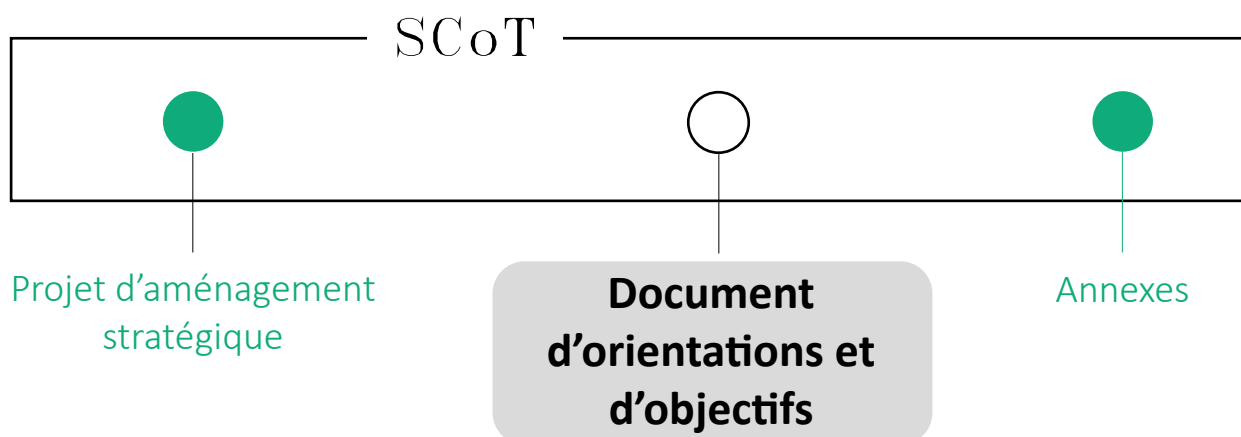 SCoT
Projet d’aménagement
stratégique
Document
d’orientations et
d’objectifs
Annexes